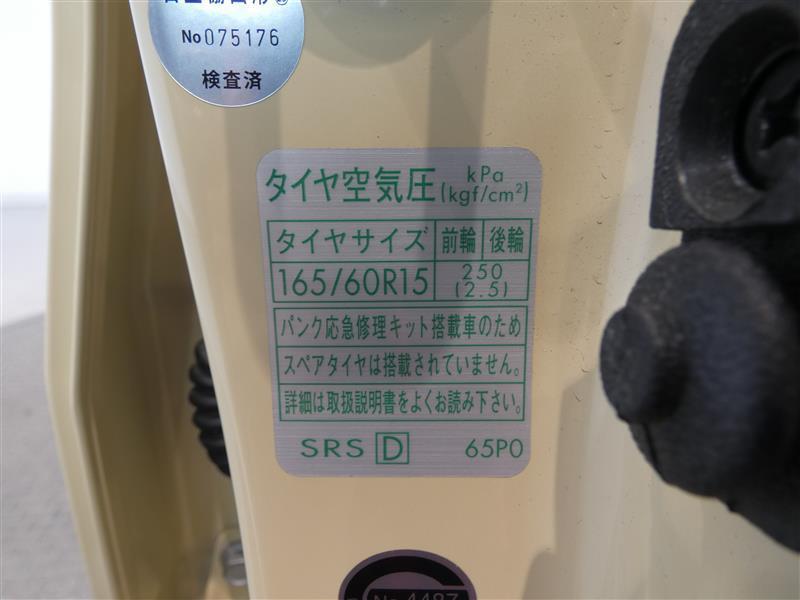 No075176
検査済
タイヤ空気圧 kPa (kgf/cm²)
タイヤサイズ 前輪 後輪
165/60R15 250 (2.5)
パンク応急修理キット搭載車のため
スペアタイヤは搭載されていません。
詳細は取扱説明書をよくお読み下さい。
SRS D 65P0